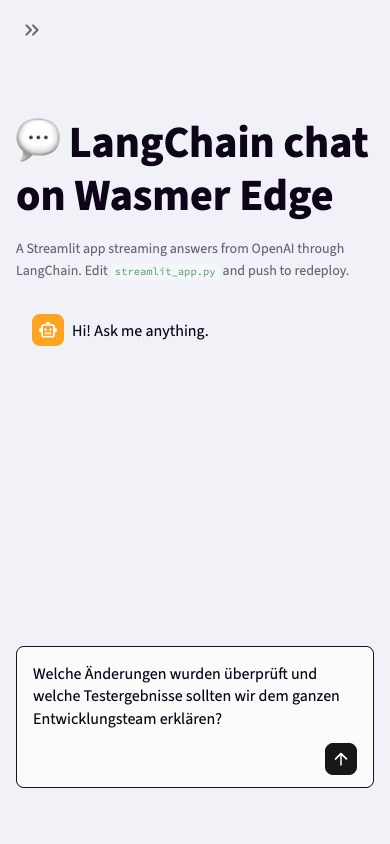 LangChain chat
on Wasmer Edge
A Streamlit app streaming answers from OpenAI through
LangChain. Edit streamlit_app.py and push to redeploy.
Hi! Ask me anything.
Welche Änderungen wurden überprüft und
welche Testergebnisse sollten wir dem ganzen
Entwicklungsteam erklären?